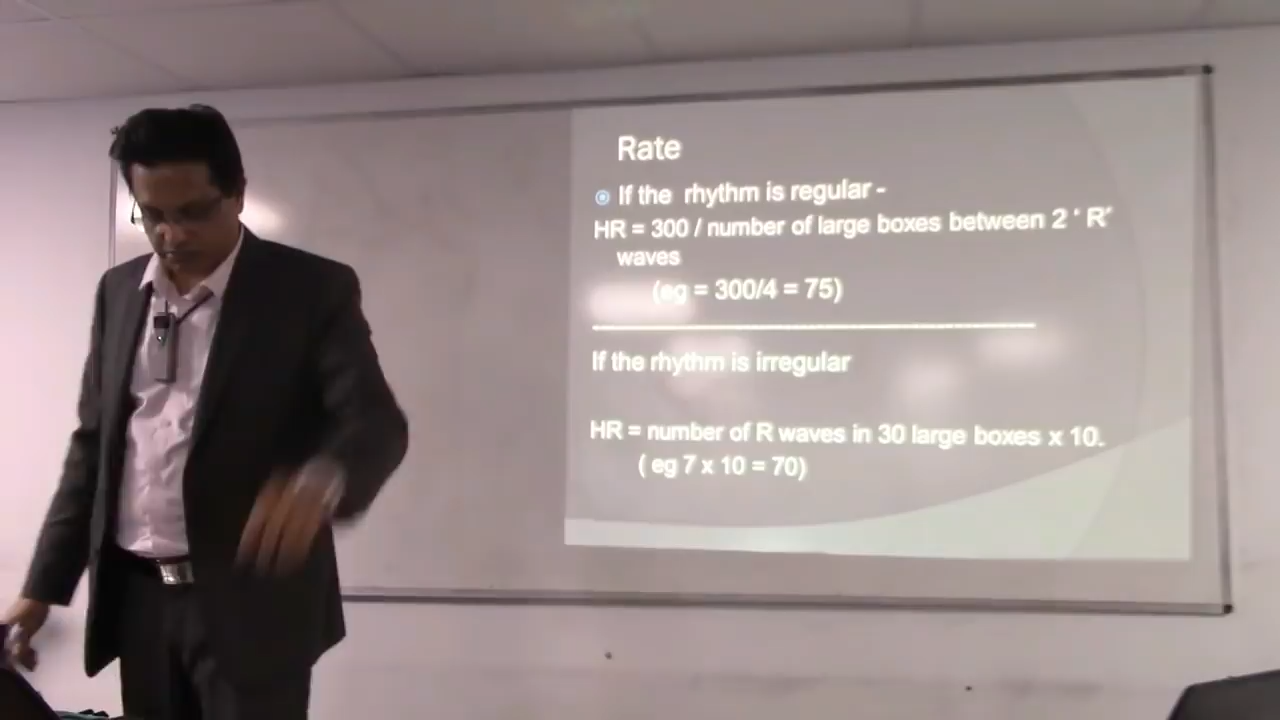 Rate
If the rhythm is regular -
HR = 300 / number of large boxes between 2 ' R'
waves
(eg = 300/4 = 75)
If the rhythm is irregular
HR = number of R waves in 30 large boxes x 10.
( eg 7 x 10 = 70)